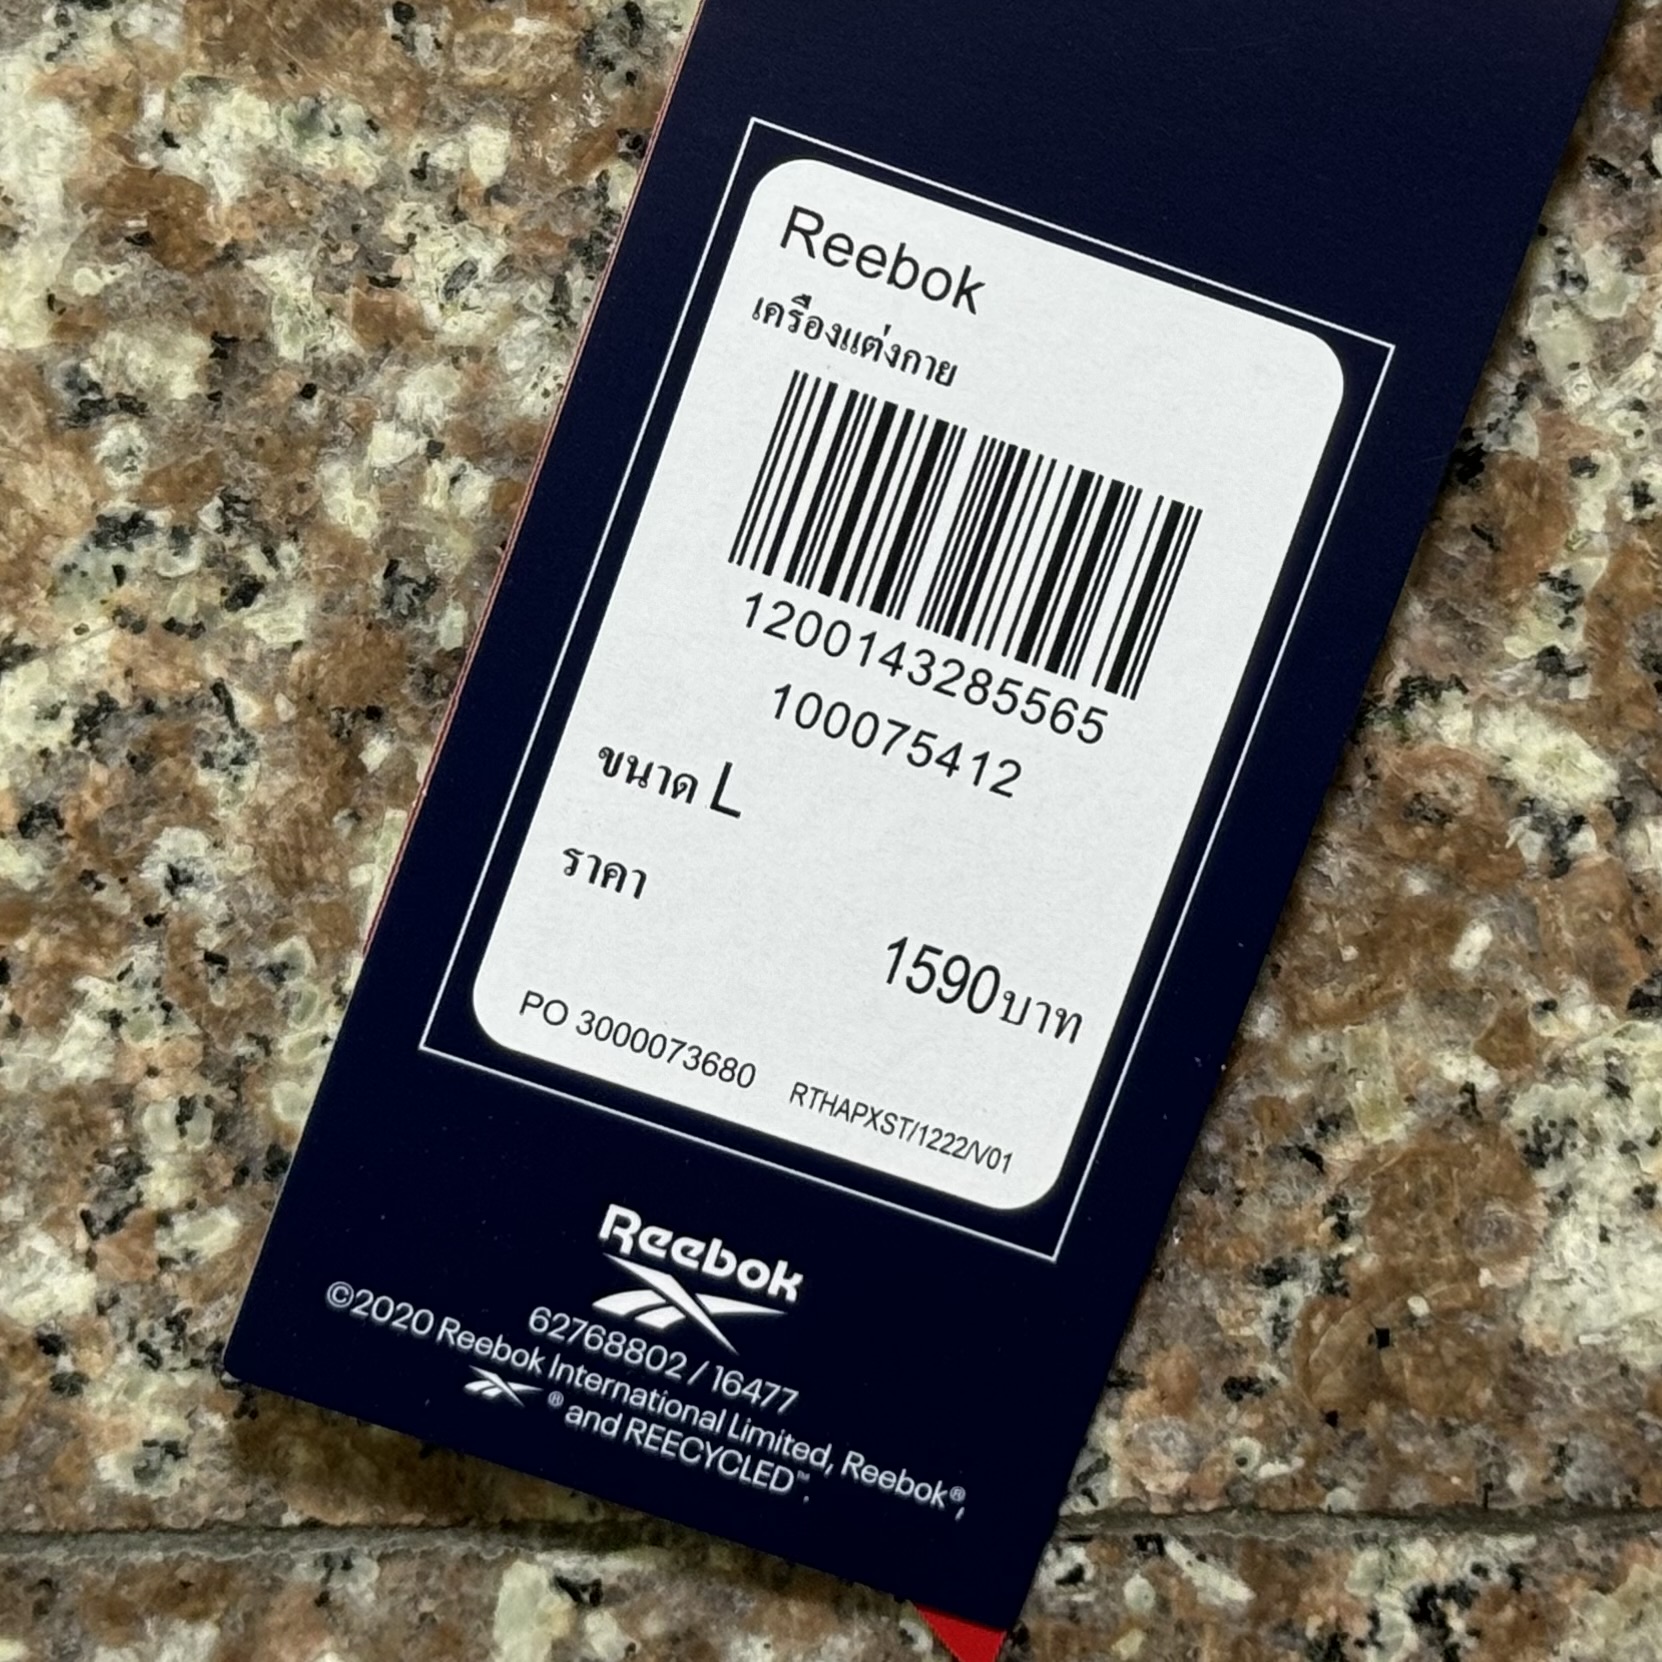 Reebok
เครื่องแต่งกาย
1200143285565
100075412
ขนาด L
ราคา
1590บาท
PO 3000073680 RTHAPXST/1222/V01
Reebok
62768802 / 16477
©2020 Reebok International Limited, Reebok®,
® and REECYCLED™.